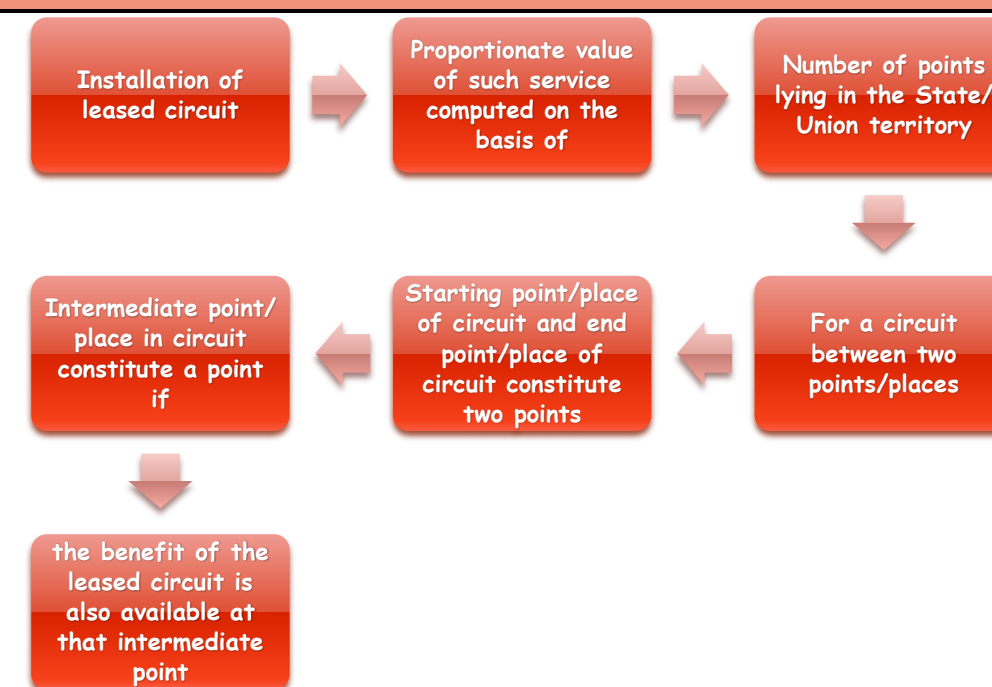 Installation of
leased circuit
Proportionate value
of such service
computed on the
basis of
Number of points
lying in the State/
Union territory
For a circuit
between two
points/places
Starting point/place
of circuit and end
point/place of
circuit constitute
two points
Intermediate point/
place in circuit
constitute a point
if
the benefit of the
leased circuit is
also available at
that intermediate
point